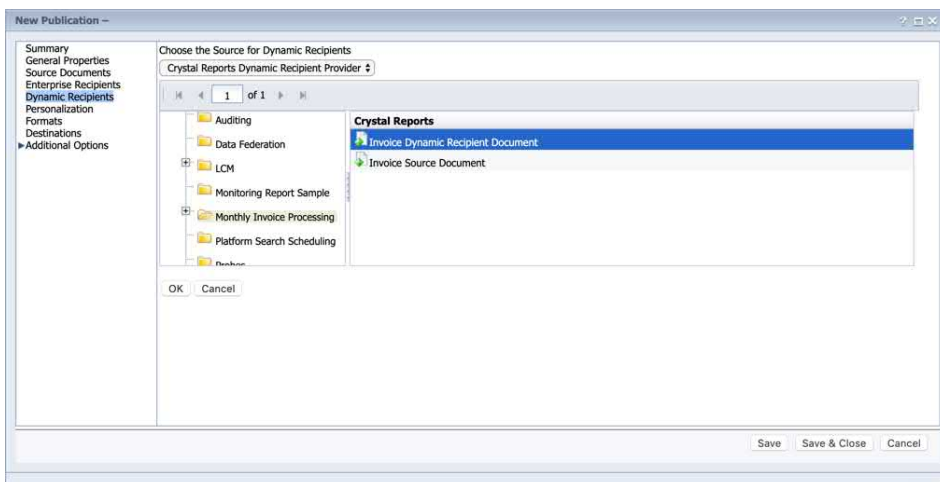 New Publication –
Summary
General Properties
Source Documents
Enterprise Recipients
Dynamic Recipients
Personalization
Formats
Destinations
Additional Options
Choose the Source for Dynamic Recipients
Crystal Reports Dynamic Recipient Provider
1 of 1
Auditing
Data Federation
LCM
Monitoring Report Sample
Monthly Invoice Processing
Platform Search Scheduling
Probes
Crystal Reports
Invoice Dynamic Recipient Document
Invoice Source Document
OK Cancel
Save Save & Close Cancel